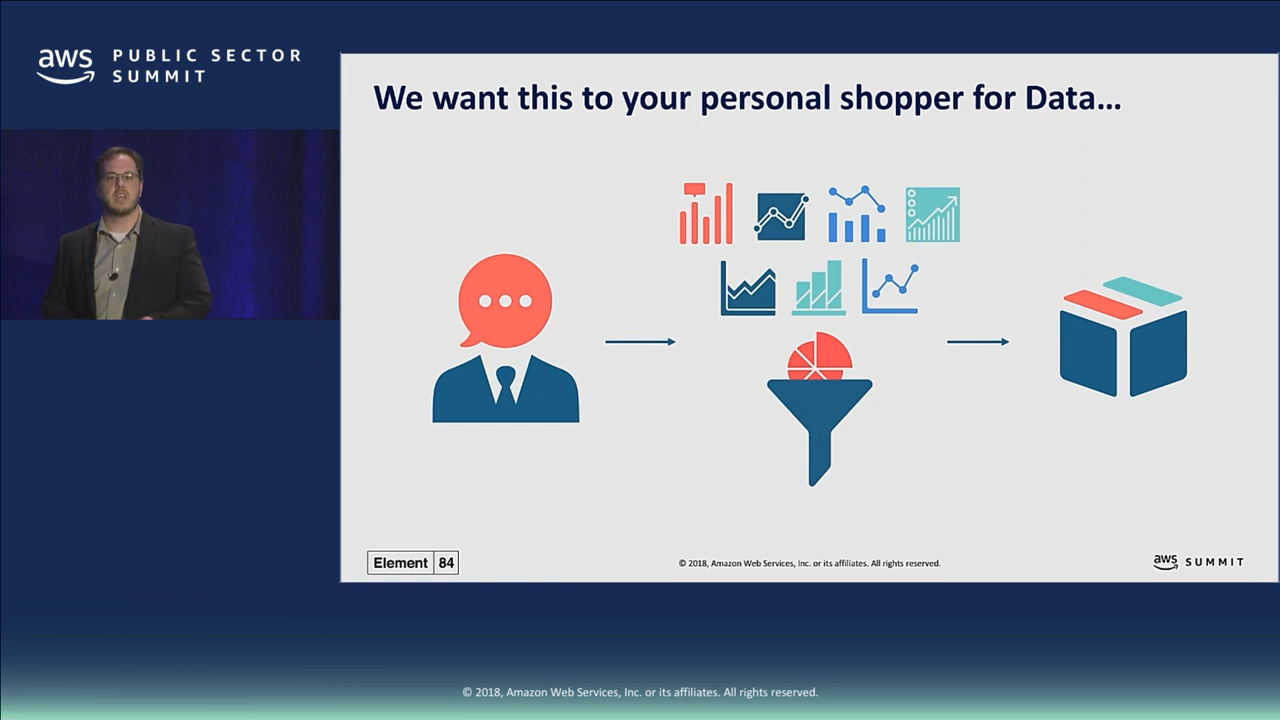 aws PUBLIC SECTOR
SUMMIT
We want this to your personal shopper for Data...
Element 84
© 2018, Amazon Web Services, Inc. or its affiliates. All rights reserved.
aws SUMMIT
© 2018, Amazon Web Services, Inc. or its affiliates. All rights reserved.